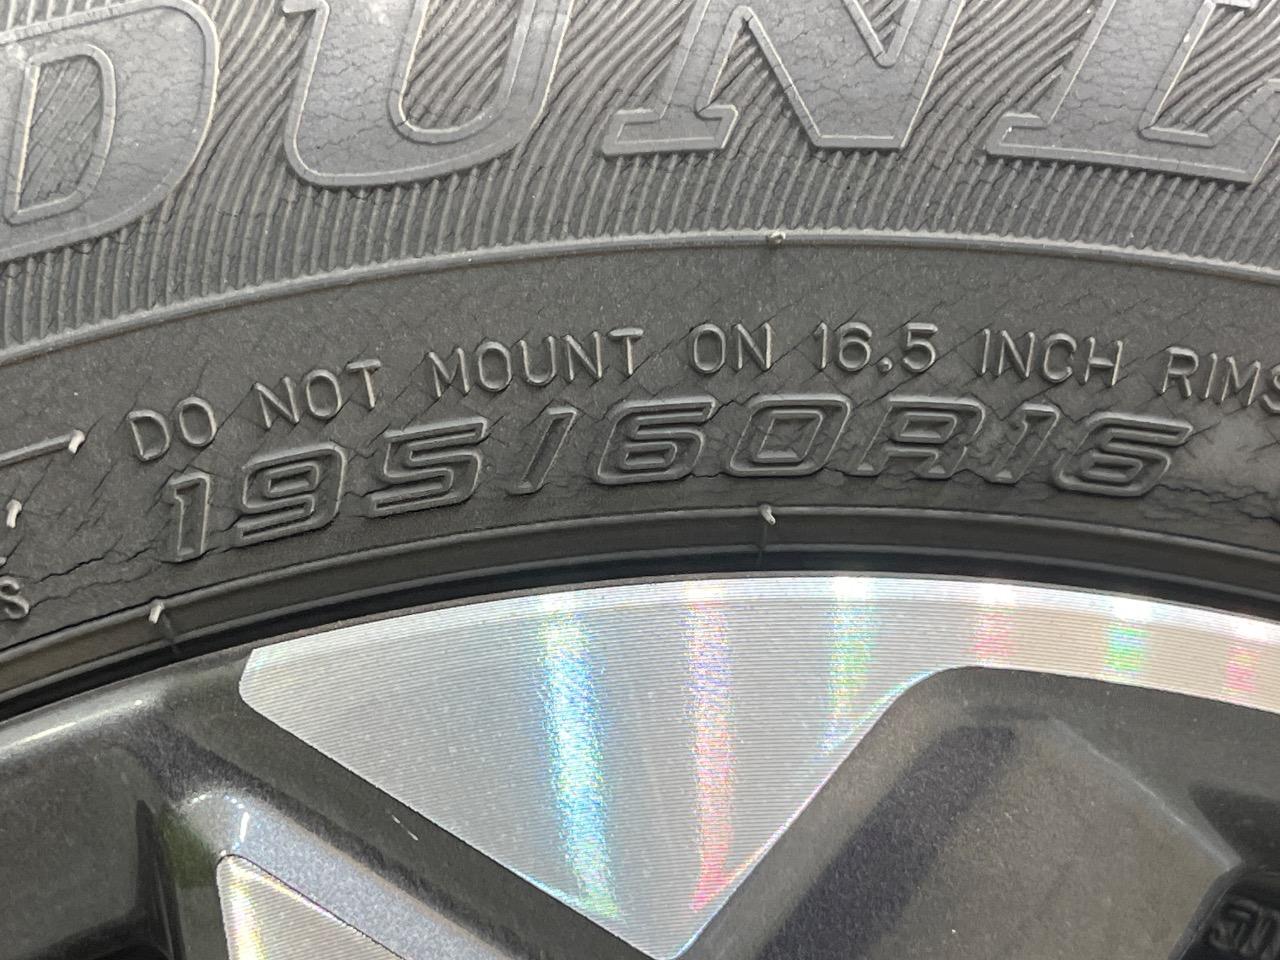 DUNL
DO NOT MOUNT ON 16.5 INCH RIMS
195/60R16
S